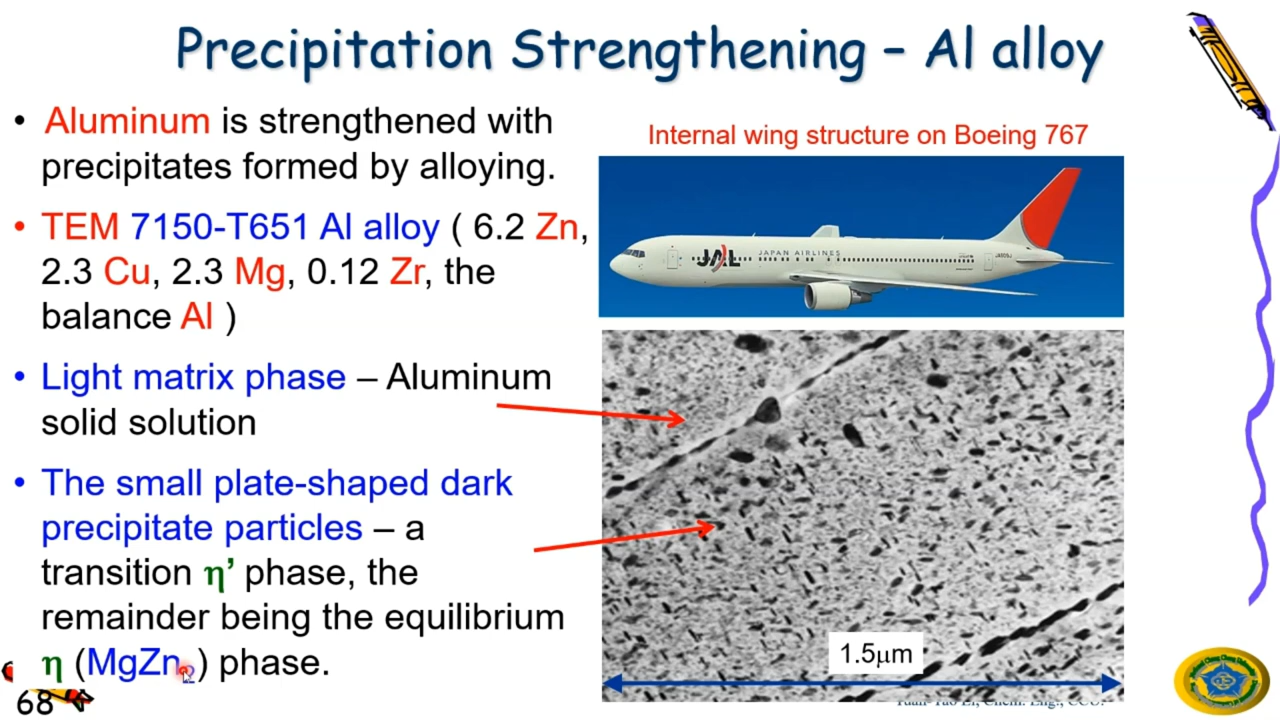 Precipitation Strengthening – Al alloy
• Aluminum is strengthened with
precipitates formed by alloying.
• TEM 7150-T651 Al alloy ( 6.2 Zn,
2.3 Cu, 2.3 Mg, 0.12 Zr, the
balance Al )
• Light matrix phase – Aluminum
solid solution
• The small plate-shaped dark
precipitate particles – a
transition η’ phase, the
remainder being the equilibrium
η (MgZn2) phase.
68
Internal wing structure on Boeing 767
JAL JAPAN AIRLINES
1.5μm